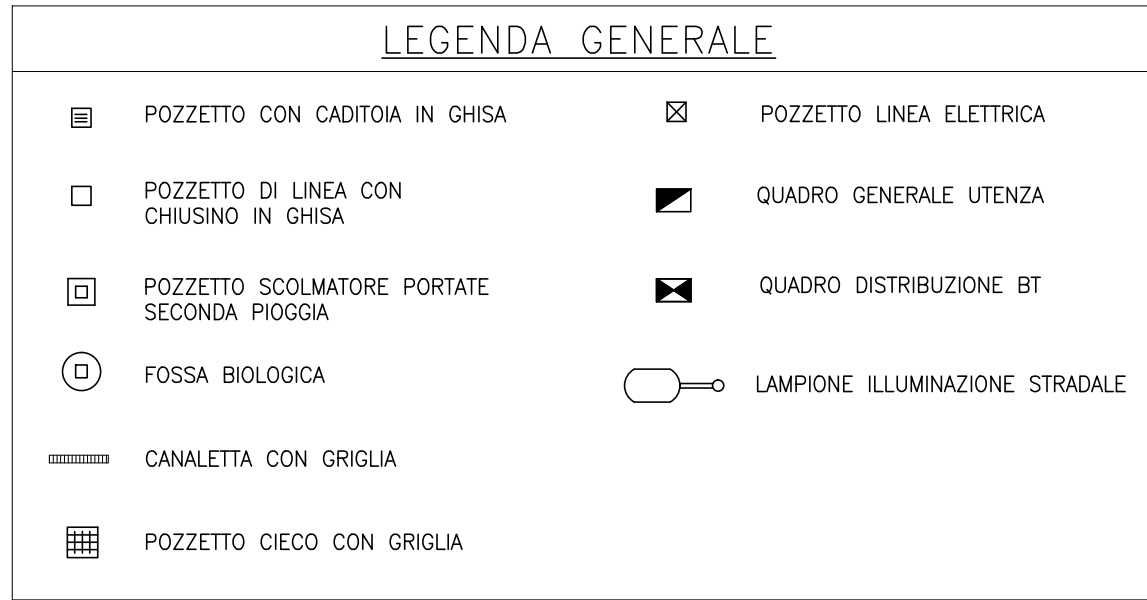 LEGENDA GENERALE
POZZETTO CON CADITOIA IN GHISA
POZZETTO DI LINEA CON
CHIUSINO IN GHISA
POZZETTO SCOLMATORE PORTATE
SECONDA PIOGGIA
FOSSA BIOLOGICA
CANALETTA CON GRIGLIA
POZZETTO CIECO CON GRIGLIA
POZZETTO LINEA ELETTRICA
QUADRO GENERALE UTENZA
QUADRO DISTRIBUZIONE BT
LAMPIONE ILLUMINAZIONE STRADALE